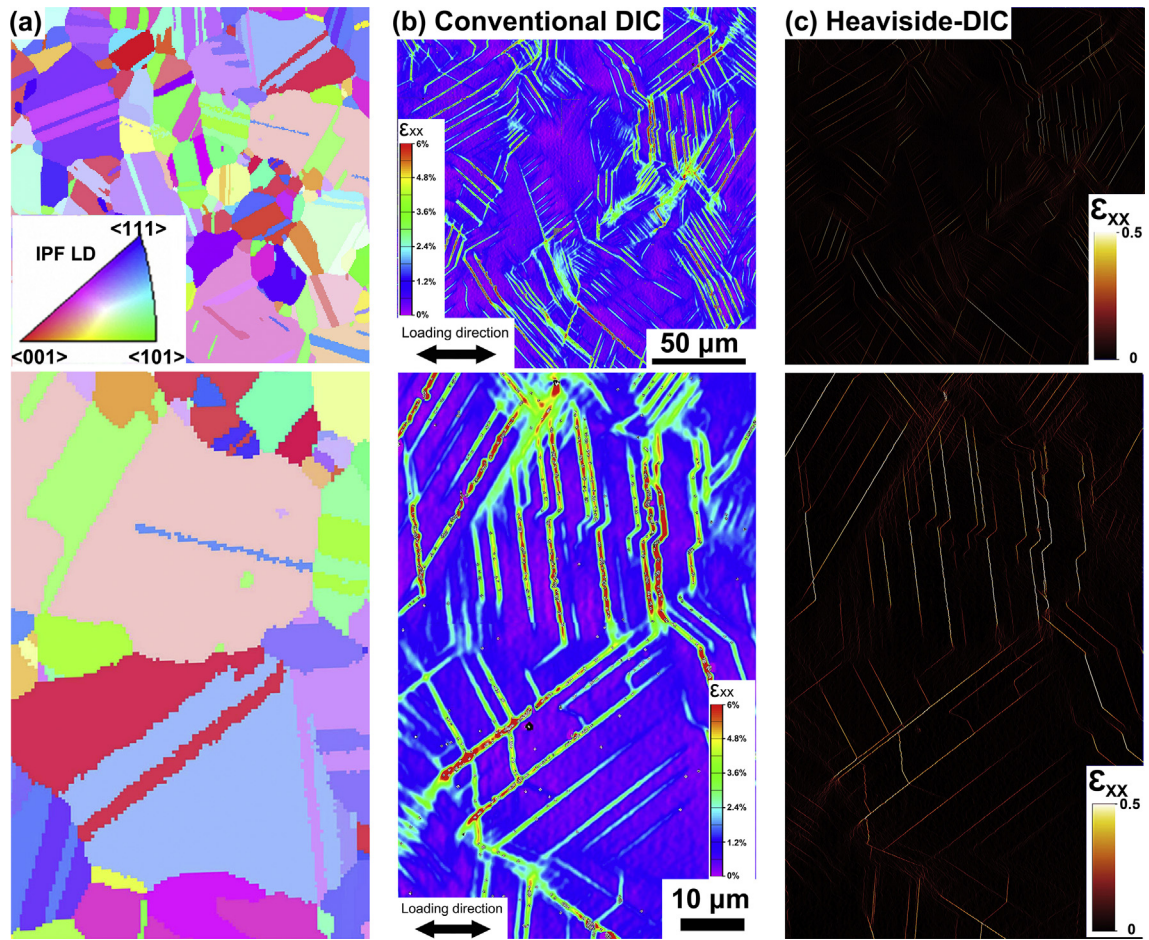 (a)
(b) Conventional DIC
(c) Heaviside-DIC
<111>
IPF LD
<001>
<101>
εxx
6%
4.8%
3.6%
2.4%
1.2%
0%
Loading direction
50 µm
εxx
0.5
0
εxx
6%
4.8%
3.6%
2.4%
1.2%
0%
Loading direction
10 µm
εxx
0.5
0